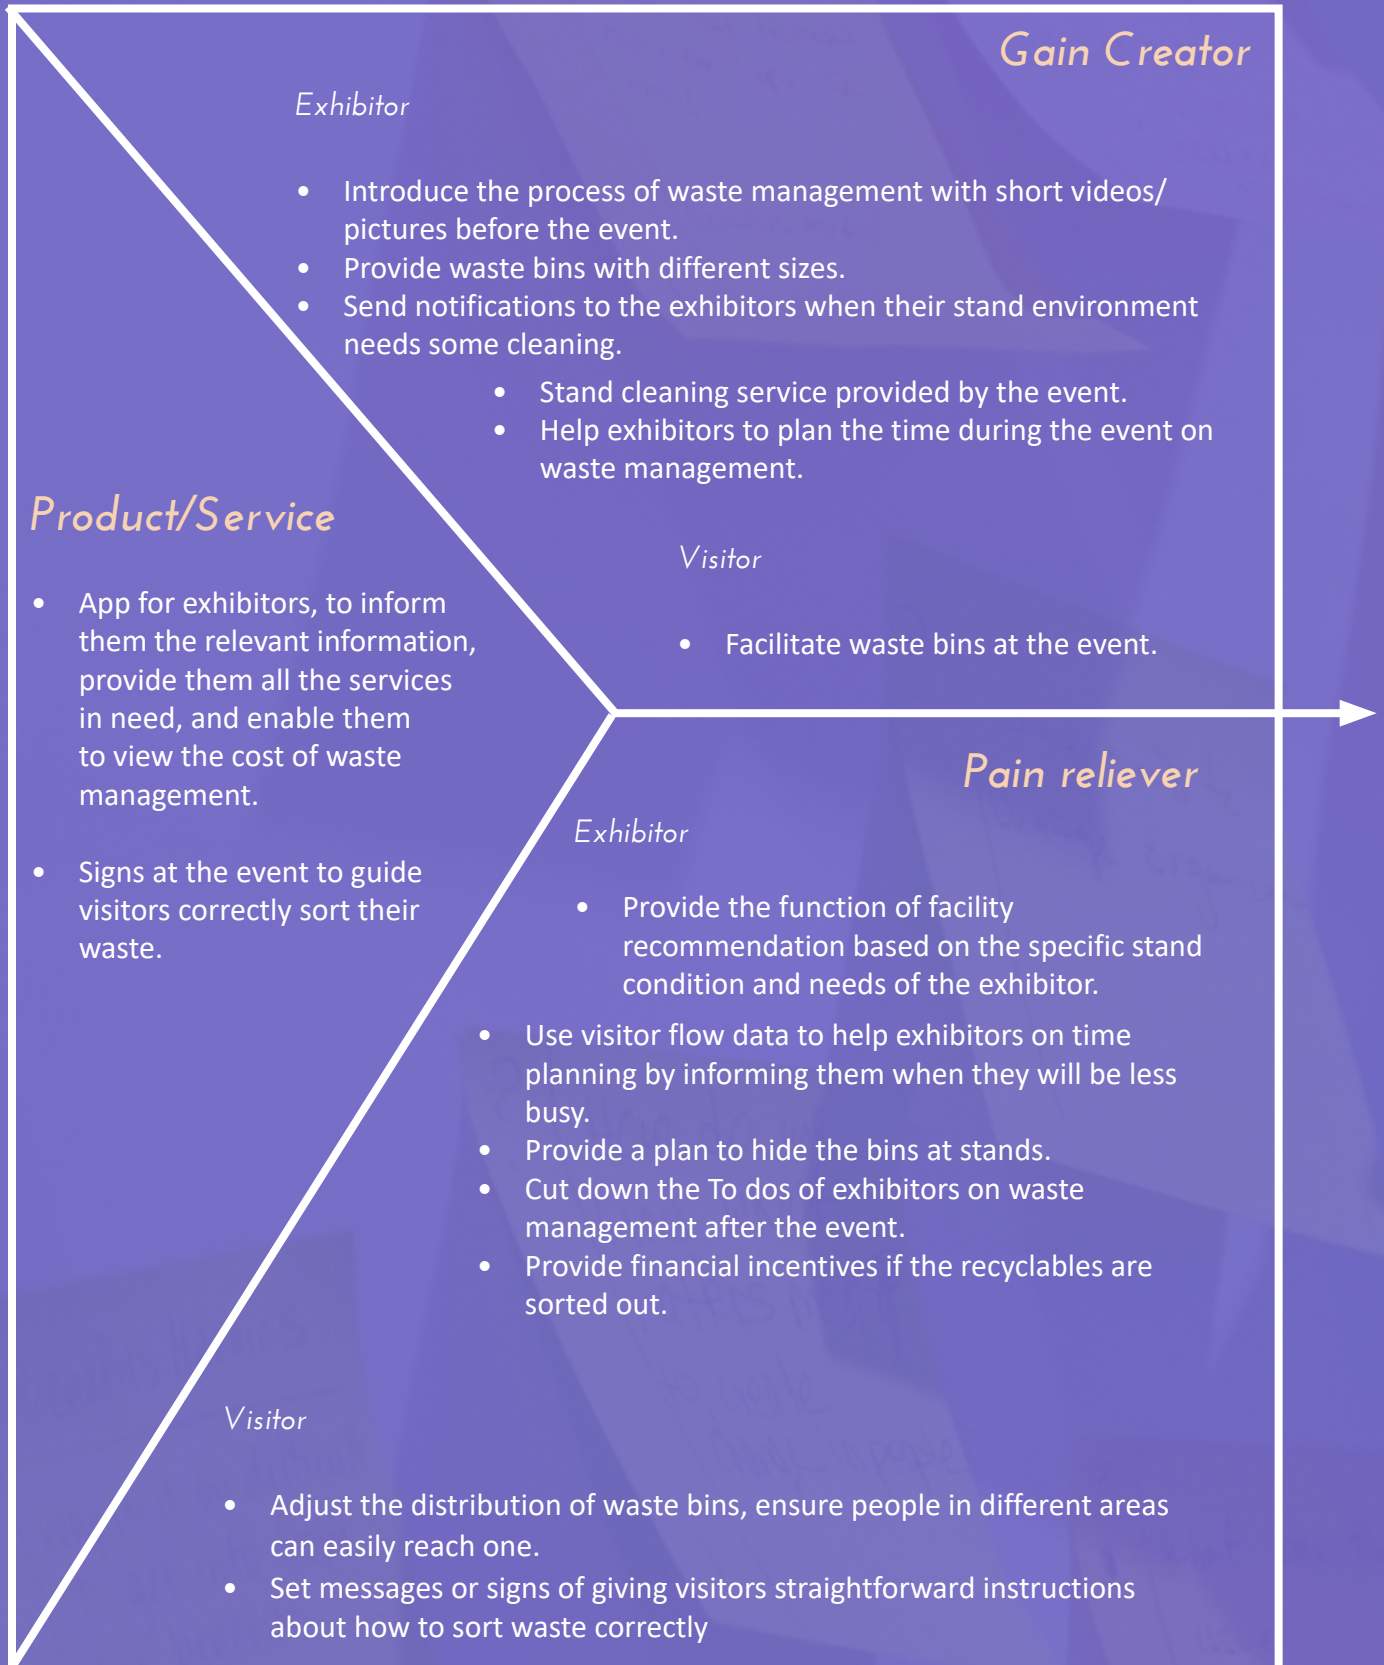 Gain Creator
Exhibitor
• Introduce the process of waste management with short videos/
pictures before the event.
• Provide waste bins with different sizes.
• Send notifications to the exhibitors when their stand environment
needs some cleaning.
• Stand cleaning service provided by the event.
• Help exhibitors to plan the time during the event on
waste management.
Visitor
• Facilitate waste bins at the event.
Product/Service
• App for exhibitors, to inform
them the relevant information,
provide them all the services
in need, and enable them
to view the cost of waste
management.
• Signs at the event to guide
visitors correctly sort their
waste.
Pain reliever
Exhibitor
• Provide the function of facility
recommendation based on the specific stand
condition and needs of the exhibitor.
• Use visitor flow data to help exhibitors on time
planning by informing them when they will be less
busy.
• Provide a plan to hide the bins at stands.
• Cut down the To dos of exhibitors on waste
management after the event.
• Provide financial incentives if the recyclables are
sorted out.
Visitor
• Adjust the distribution of waste bins, ensure people in different areas
can easily reach one.
• Set messages or signs of giving visitors straightforward instructions
about how to sort waste correctly